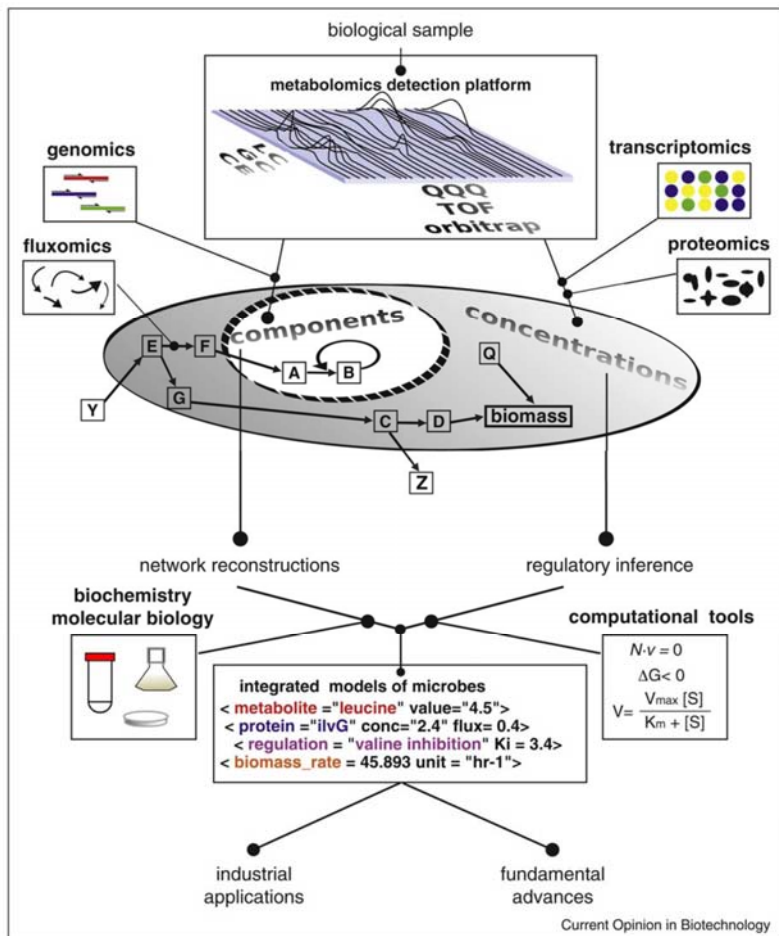 biological sample
metabolomics detection platform
QQQ
TOF
orbitrap
genomics
transcriptomics
fluxomics
proteomics
components
concentrations
E
F
A
B
Q
Y
G
C
D
biomass
Z
network reconstructions
regulatory inference
biochemistry
molecular biology
computational tools
N·v = 0
ΔG< 0
V= Vmax [S]
Km + [S]
integrated models of microbes
< metabolite ="leucine" value="4.5">
< protein ="ilvG" conc="2.4" flux= 0.4>
< regulation = "valine inhibition" Ki = 3.4>
< biomass_rate = 45.893 unit = "hr-1">
industrial
applications
fundamental
advances
Current Opinion in Biotechnology